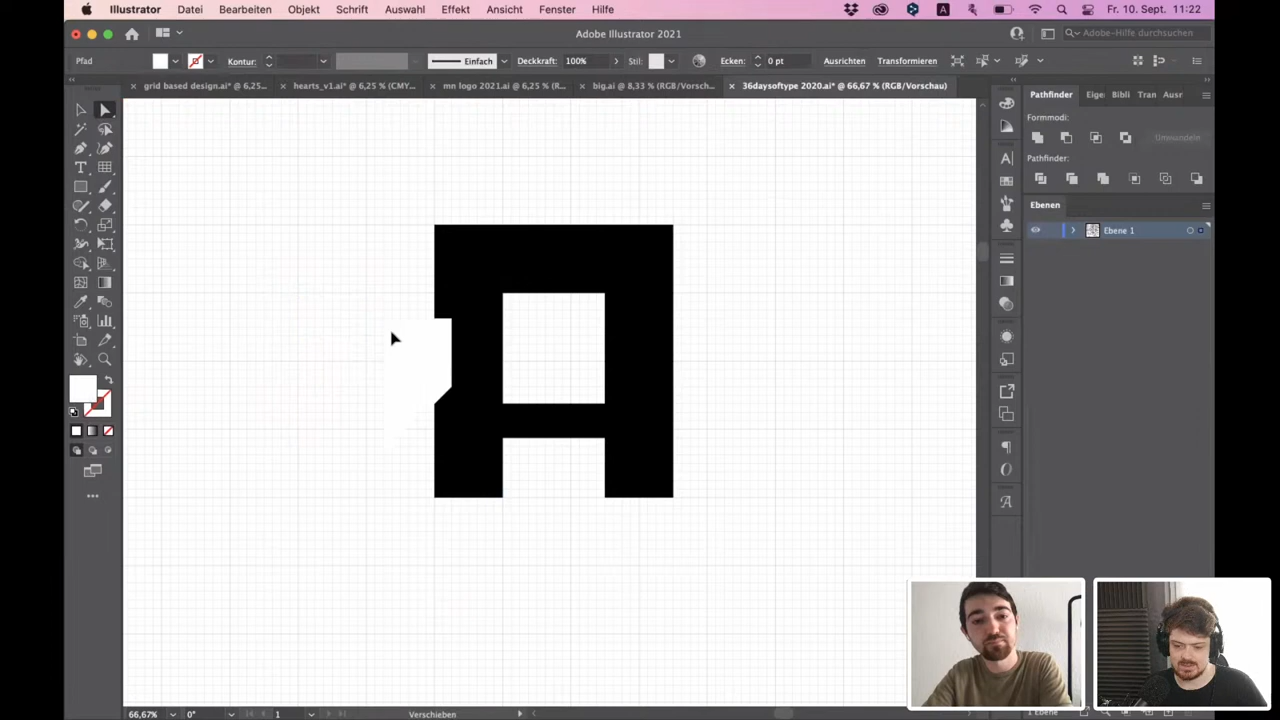 Illustrator Datei Bearbeiten Objekt Schrift Auswahl Effekt Ansicht Fenster Hilfe A Fr. 10. Sept. 11:22
Adobe Illustrator 2021 Adobe-Hilfe durchsuchen
Pfad Kontur: Einfach Deckkraft: 100% Stil: Ecken: 0 pt Ausrichten Transformieren
× grid based design.ai* @ 6,25... × hearts_v1.ai* @ 6,25 % (CMY... × mn logo 2021.ai @ 6,25 % (R... × big.ai @ 8,33 % (RGB/Vorsch... × 36daysoftype 2020.ai* @ 66,67 % (RGB/Vorschau)
Pathfinder Eige Bibli Tran Ausr
Formmodi:
Umwandeln
Pathfinder:
Ebenen
Ebene 1
A
66,67% 0° 1 Verschieben
1 Ebene